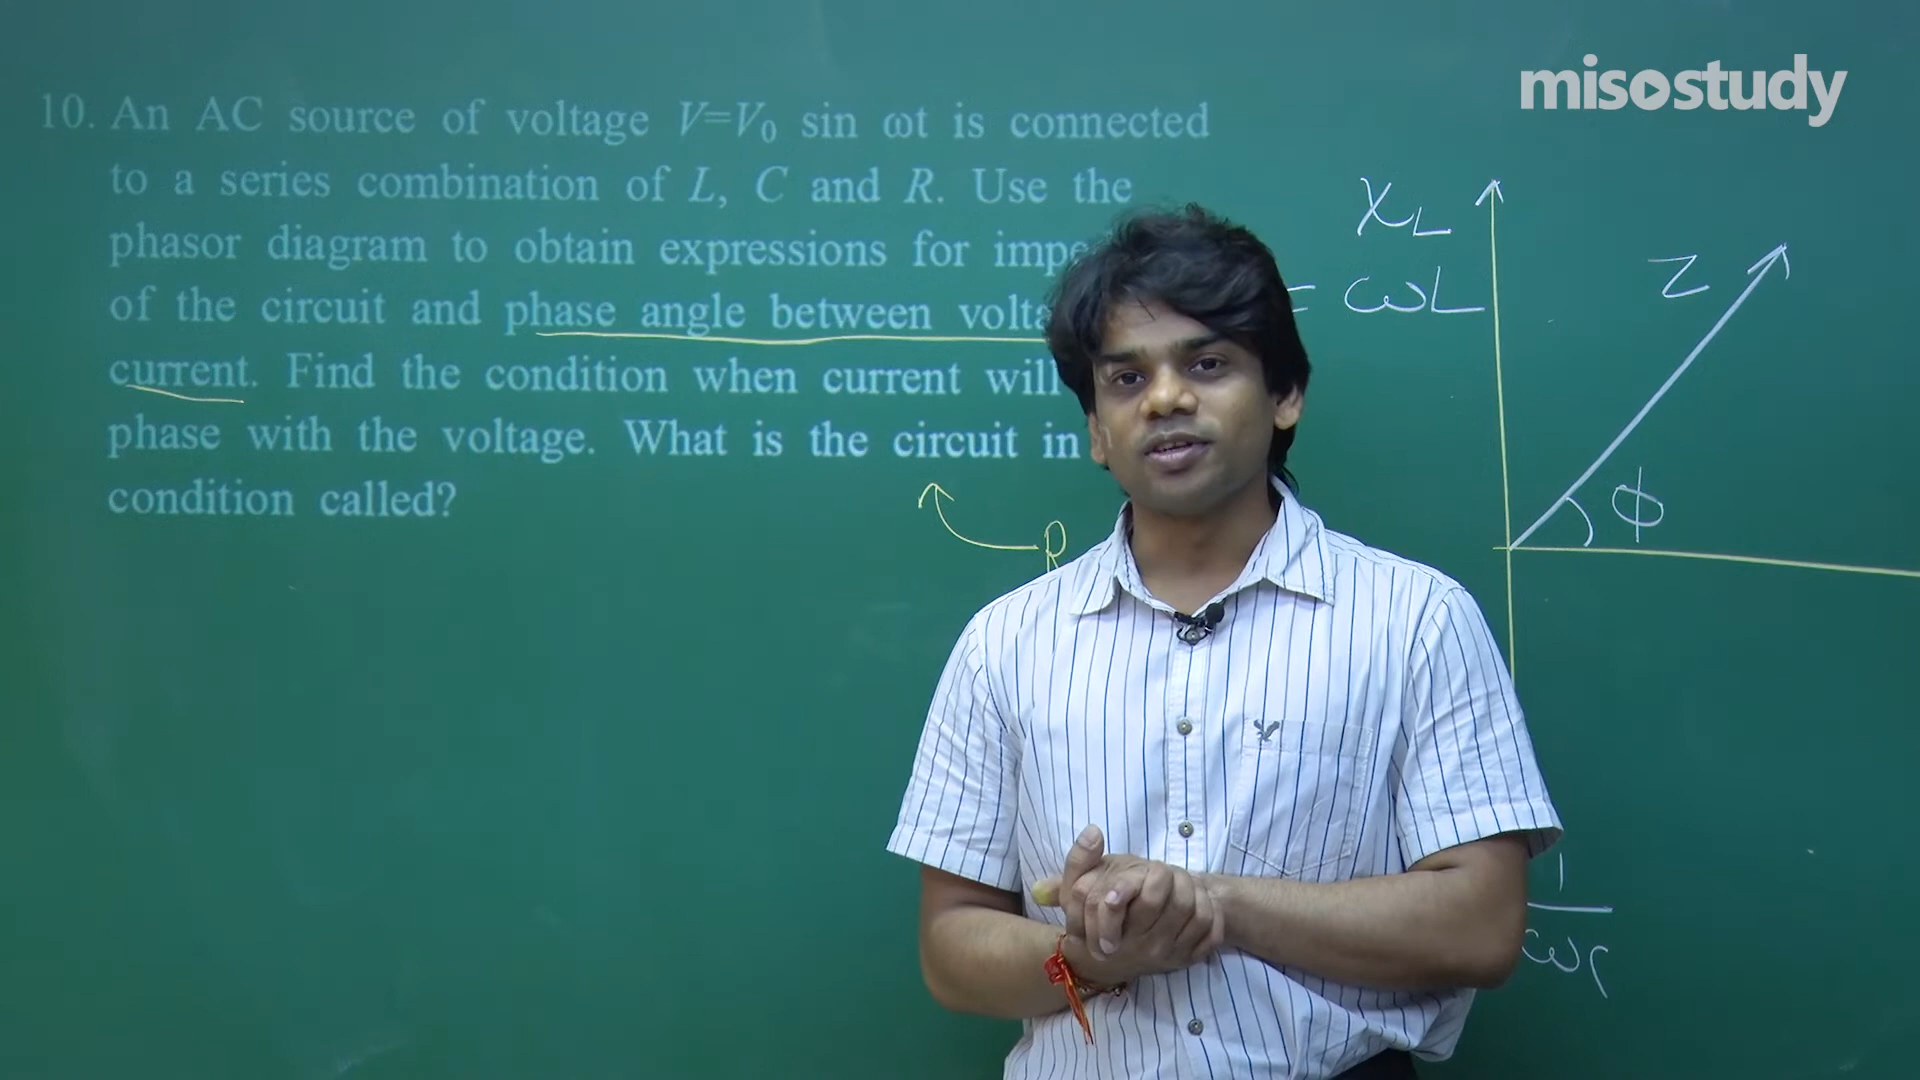 misostudy
10. An AC source of voltage V=V₀ sin ωt is connected
to a series combination of L, C and R. Use the
phasor diagram to obtain expressions for
of the circuit and phase angle between
current. Find the condition when current will
phase with the voltage. What is the circuit in
condition called?
X_L
= ωL
Z
ϕ
R
1
ωC